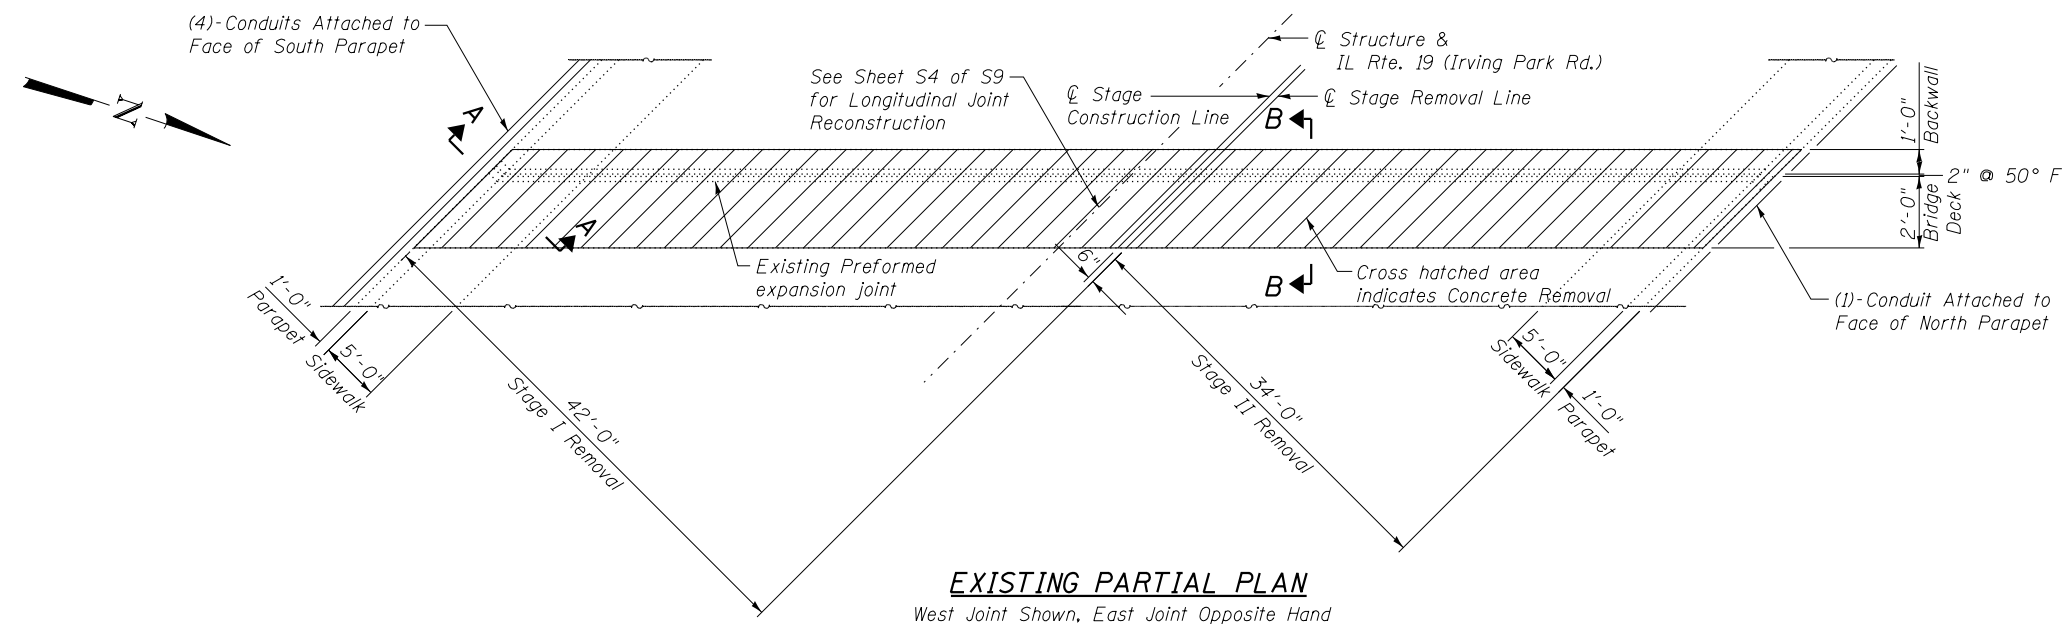 (4)-Conduits Attached to
Face of South Parapet
N
A
A
See Sheet S4 of S9
for Longitudinal Joint
Reconstruction
℄ Structure &
IL Rte. 19 (Irving Park Rd.)
℄ Stage
Construction Line
℄ Stage Removal Line
B
B
1'-0"
Backwall
2" @ 50° F
2'-0"
Bridge
Deck
Existing Preformed
expansion joint
6"
Cross hatched area
indicates Concrete Removal
(1)-Conduit Attached to
Face of North Parapet
1'-0"
Parapet
5'-0"
Sidewalk
42'-0"
Stage I Removal
34'-0"
Stage II Removal
5'-0"
Sidewalk
1'-0"
Parapet
EXISTING PARTIAL PLAN
West Joint Shown, East Joint Opposite Hand